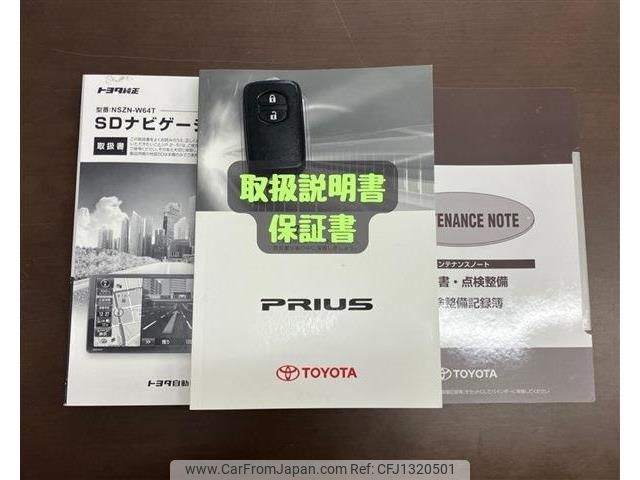 トヨタ純正
型番:NSZN-W64T
SDナビゲーシ
取扱書
トヨタ自動
取扱説明書
保証書
PRIUS
TOYOTA
TENANCE NOTE
ンテナンスノート
書・点検整備
検整備記録簿
TOYOTA
www.CarFromJapan.com - CFJ1320501